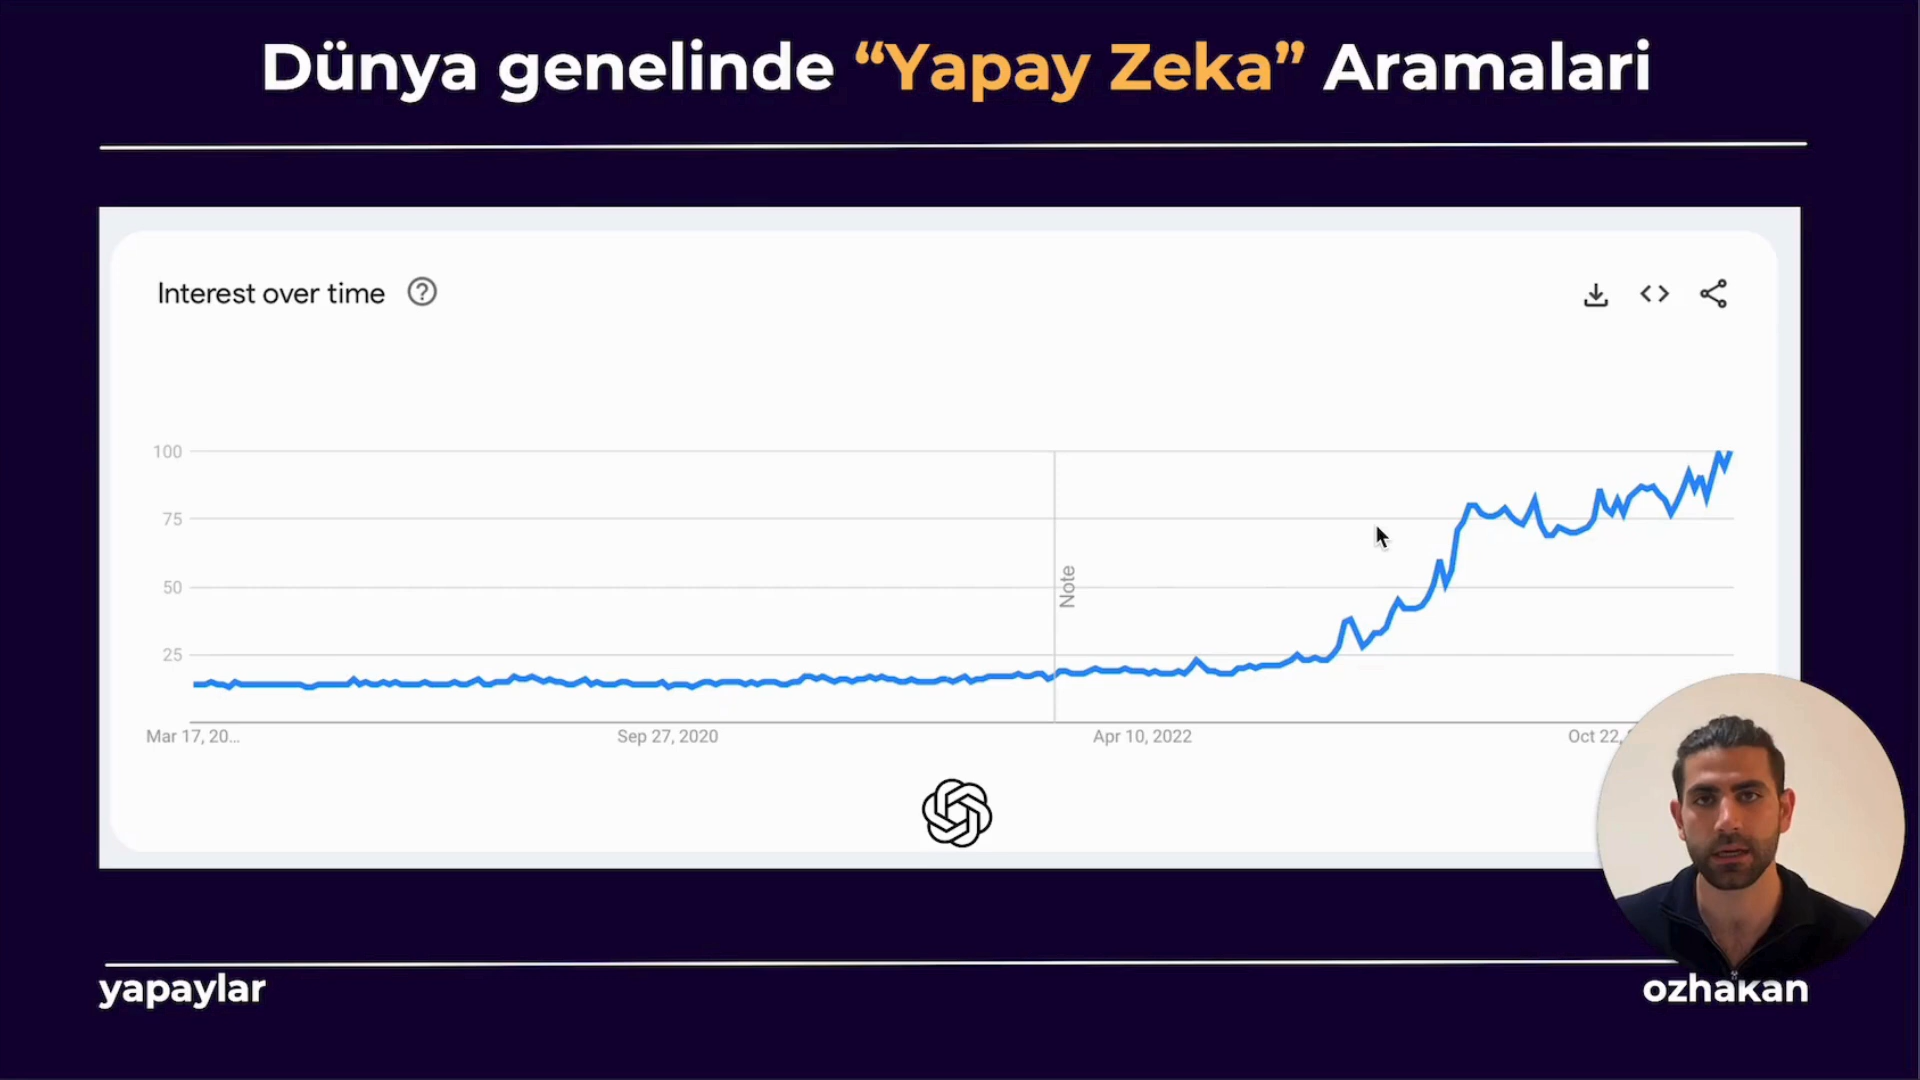 Dünya genelinde “Yapay Zeka” Aramalari
Interest over time
100
75
50
25
Note
Mar 17, 20...
Sep 27, 2020
Apr 10, 2022
Oct 22,
yapaylar
ozhakan